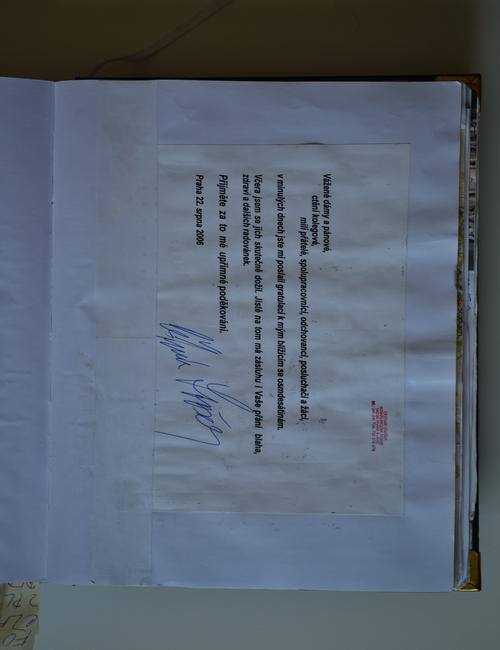 Vážené dámy a pánové,
ctění kolegové,
milí přátelé, spolupracovníci, odchovanci, posluchači a žáci,
v minulých dnech jste mi poslali gratulaci k mým blížícím se osmdesátinám.
Včera jsem se jich skutečně dožil. Jistě na tom má zásluhu i Vaše přání blaha,
zdraví a dalších radovánek.
Přijměte za to mé upřímné poděkování.
Praha 22. srpna 2006